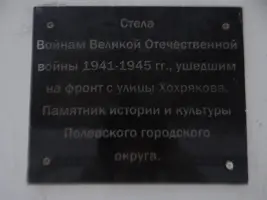 Стела
Воинам Великой Отечественной
войны 1941-1945 гг., ушедшим
на фронт с улицы Хохрякова.
Памятник истории и культуры
Полевского городского
округа.